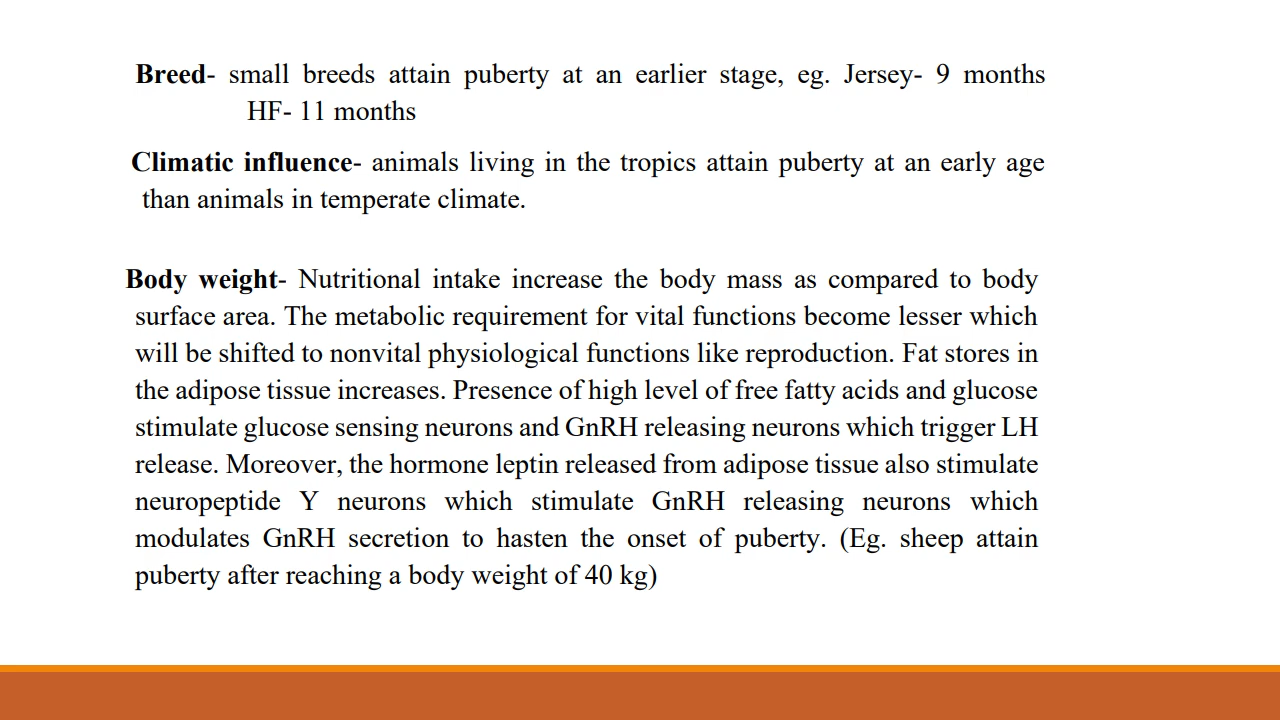 Breed- small breeds attain puberty at an earlier stage, eg. Jersey- 9 months
HF- 11 months
Climatic influence- animals living in the tropics attain puberty at an early age
than animals in temperate climate.
Body weight- Nutritional intake increase the body mass as compared to body
surface area. The metabolic requirement for vital functions become lesser which
will be shifted to nonvital physiological functions like reproduction. Fat stores in
the adipose tissue increases. Presence of high level of free fatty acids and glucose
stimulate glucose sensing neurons and GnRH releasing neurons which trigger LH
release. Moreover, the hormone leptin released from adipose tissue also stimulate
neuropeptide Y neurons which stimulate GnRH releasing neurons which
modulates GnRH secretion to hasten the onset of puberty. (Eg. sheep attain
puberty after reaching a body weight of 40 kg)